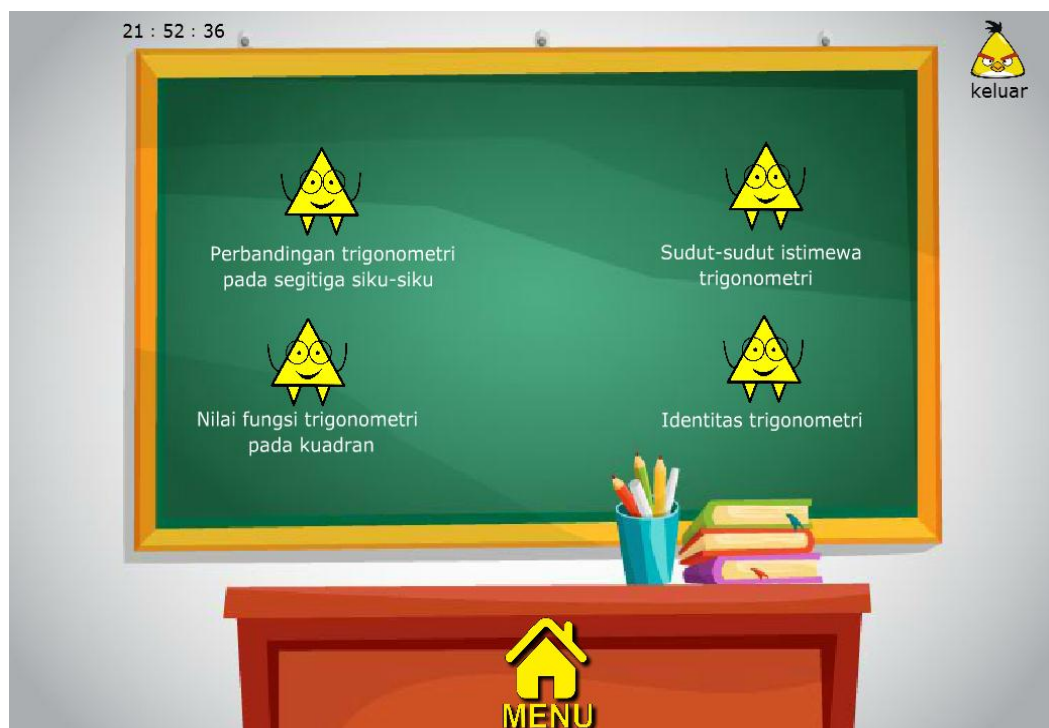 21 : 52 : 36
keluar
Perbandingan trigonometri
pada segitiga siku-siku
Sudut-sudut istimewa
trigonometri
Nilai fungsi trigonometri
pada kuadran
Identitas trigonometri
MENU